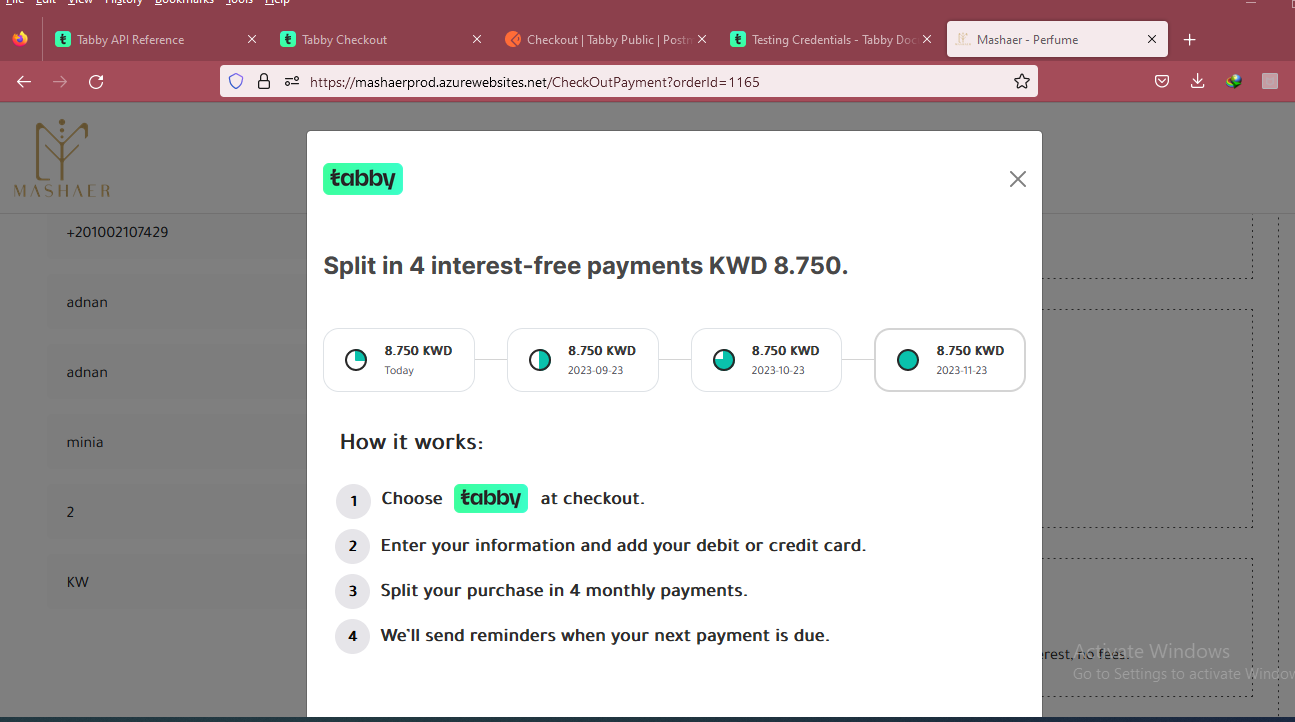 File Edit View History Bookmarks Tools Help
Tabby API Reference
Tabby Checkout
Checkout | Tabby Public | Postm
Testing Credentials - Tabby Doc
Mashaer - Perfume
https://mashaerprod.azurewebsites.net/CheckOutPayment?orderId=1165
MASHAER
tabby
+201002107429
Split in 4 interest-free payments KWD 8.750.
adnan
8.750 KWD
Today
8.750 KWD
2023-09-23
8.750 KWD
2023-10-23
8.750 KWD
2023-11-23
adnan
minia
How it works:
1 Choose tabby at checkout.
2
2 Enter your information and add your debit or credit card.
KW
3 Split your purchase in 4 monthly payments.
4 We'll send reminders when your next payment is due.
erest, no fees.
Activate Windows
Go to Settings to activate Window